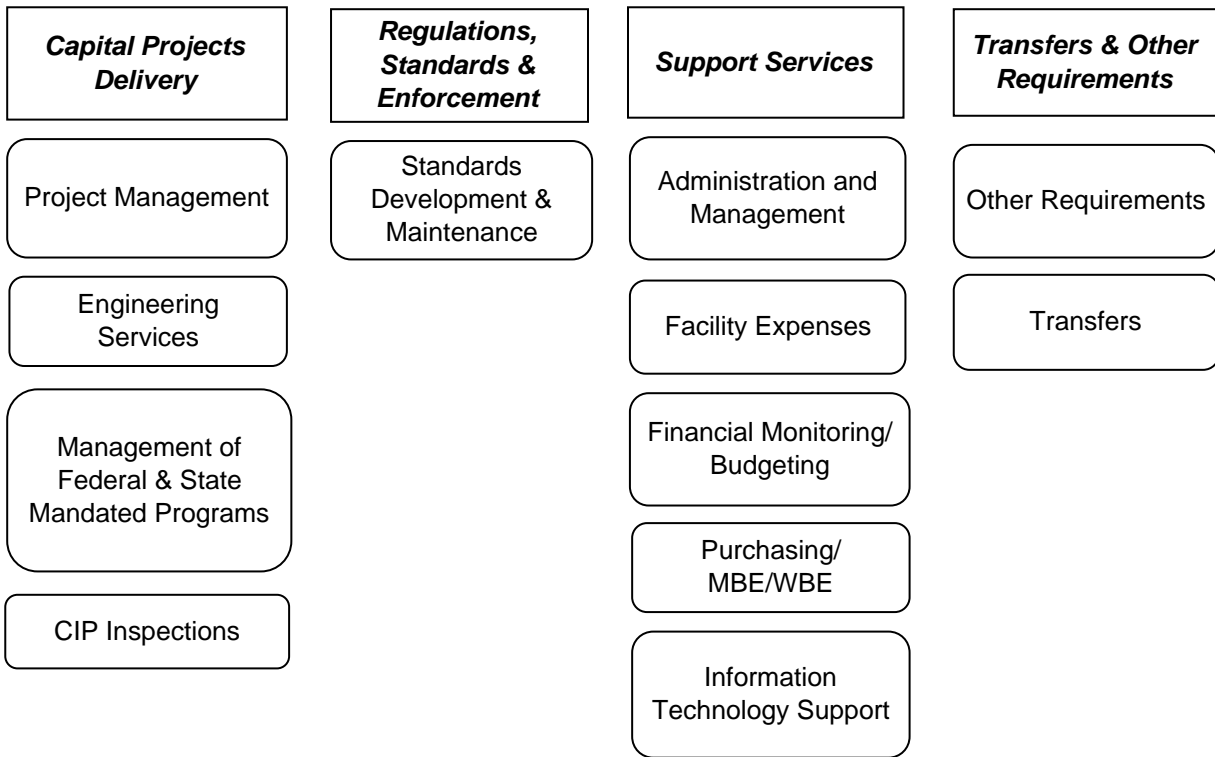 Capital Projects
Delivery
Project Management
Engineering
Services
Management of
Federal & State
Mandated Programs
CIP Inspections
Regulations,
Standards &
Enforcement
Standards
Development &
Maintenance
Support Services
Administration and
Management
Facility Expenses
Financial Monitoring/
Budgeting
Purchasing/
MBE/WBE
Information
Technology Support
Transfers & Other
Requirements
Other Requirements
Transfers